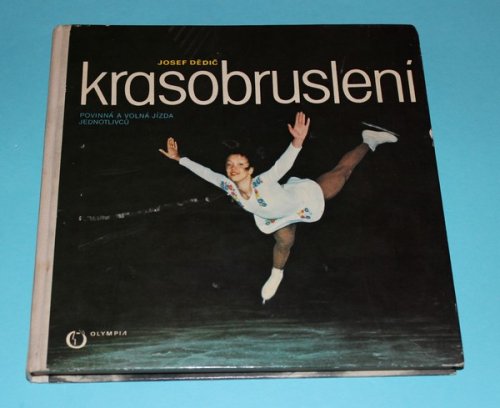 JOSEF DĚDIČ
krasobruslení
POVINNÁ A VOLNÁ JÍZDA
JEDNOTLIVCŮ
OLYMPIA